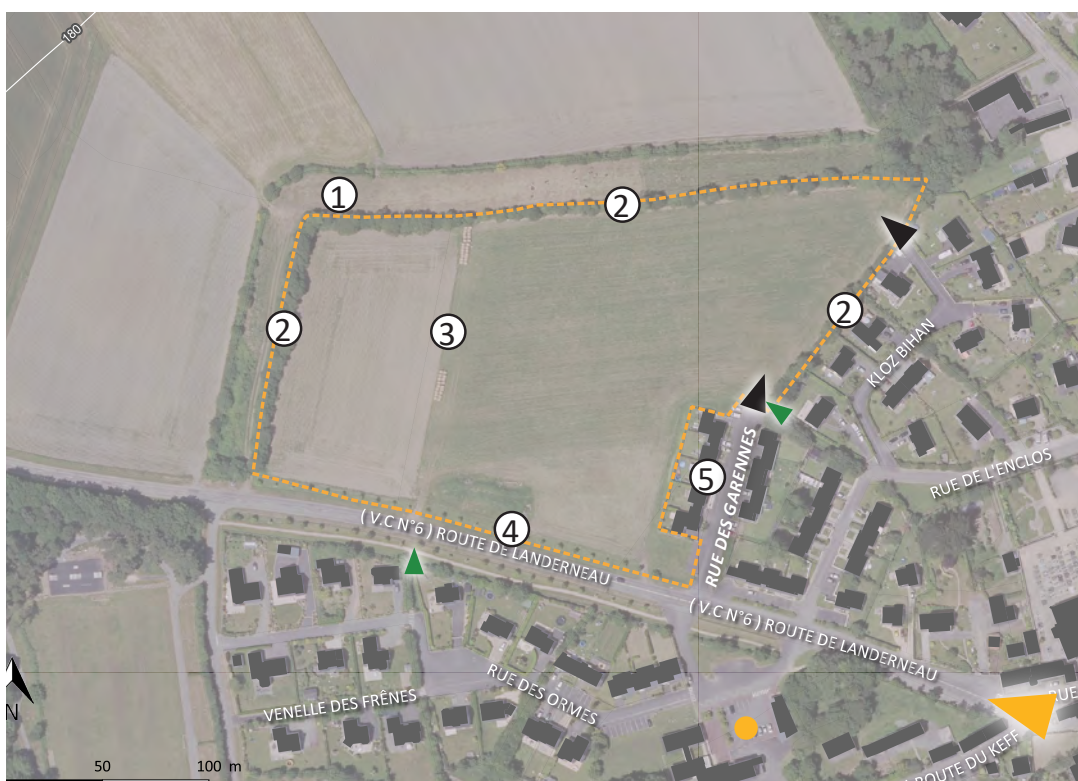 180
1
2
2
2
3
KLOZ BIHAN
RUE DE L'ENCLOS
5
RUE DES GARENNES
4
( V.C N°6 ) ROUTE DE LANDERNEAU
( V.C N°6 ) ROUTE DE LANDERNEAU
RUE DES ORMES
VENELLE DES FRÊNES
RUE
ROUTE DU KEFF
N
50
100 m